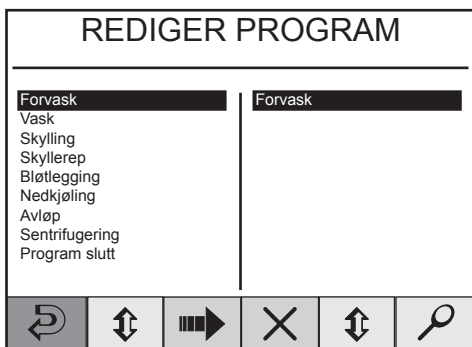 REDIGER PROGRAM
Forvask
Vask
Skylling
Skyllerep
Bløtlegging
Nedkjøling
Avløp
Sentrifugering
Program slutt
Forvask